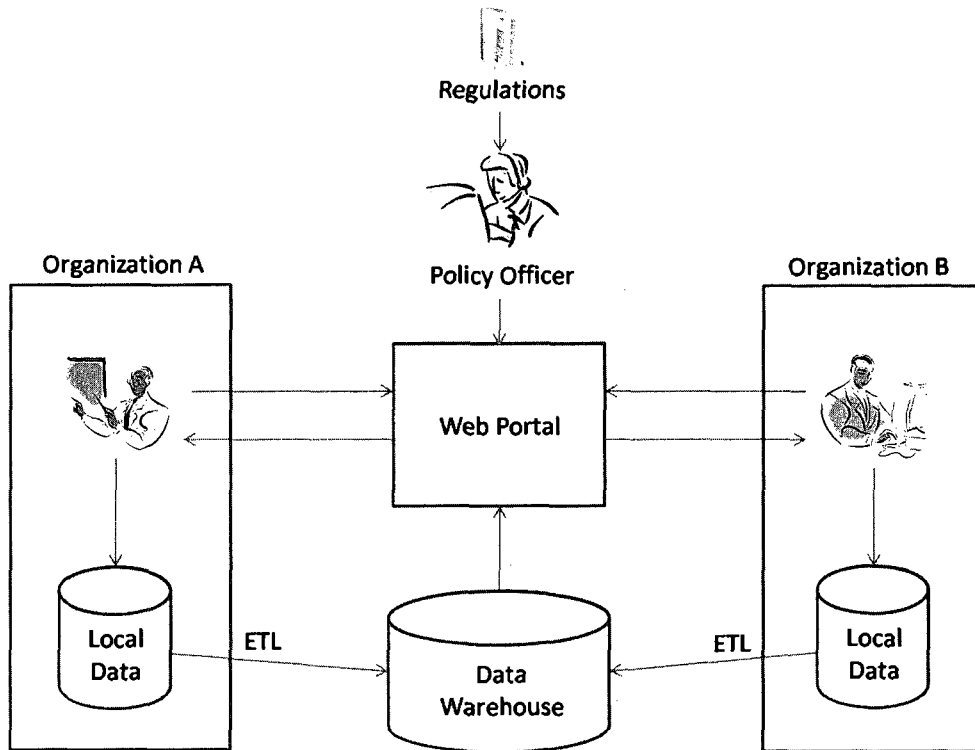 Regulations
Policy Officer
Organization A
Organization B
Web Portal
Local
Data
ETL
Data
Warehouse
ETL
Local
Data